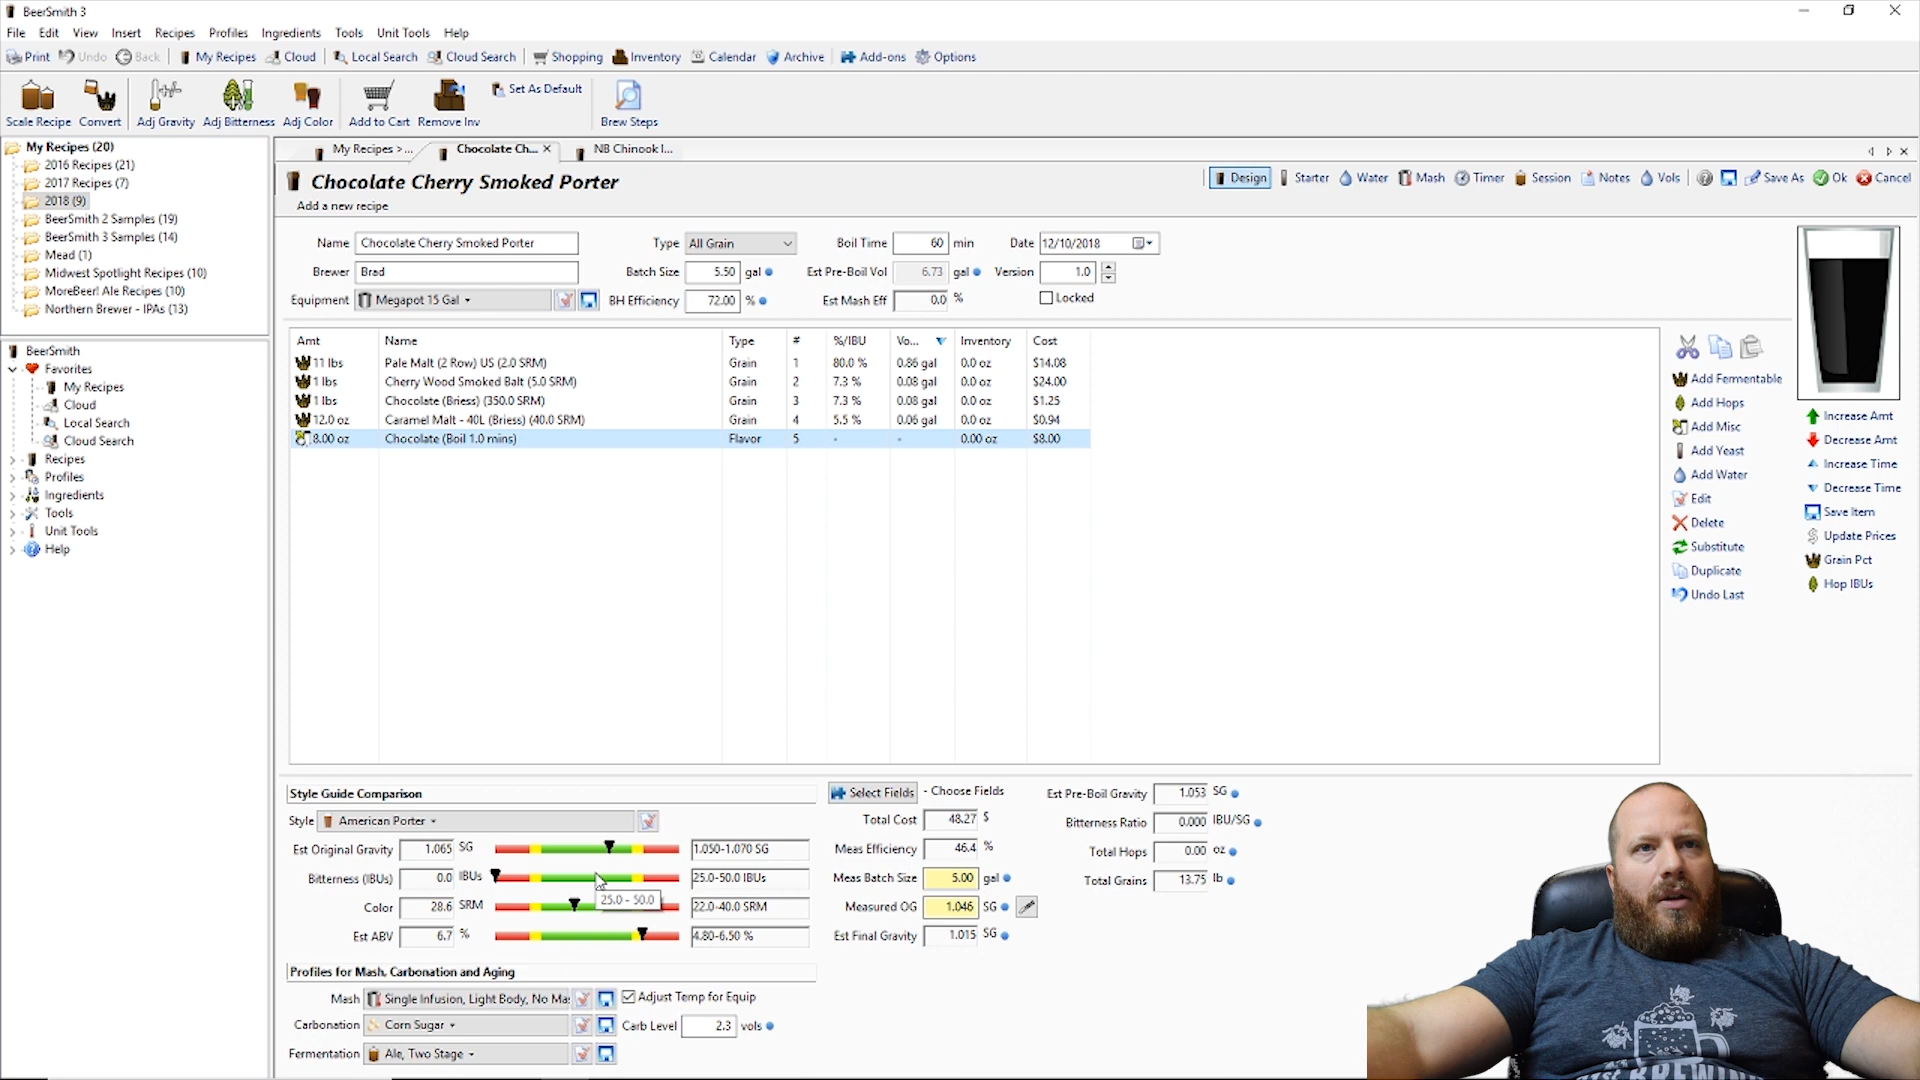 BeerSmith 3
File Edit View Insert Recipes Profiles Ingredients Tools Unit Tools Help
Print Undo Back My Recipes Cloud Local Search Cloud Search Shopping Inventory Calendar Archive Add-ons Options
Set As Default
Scale Recipe Convert Adj Gravity Adj Bitterness Adj Color Add to Cart Remove Inv Brew Steps
My Recipes (20)
2016 Recipes (21)
2017 Recipes (7)
2018 (9)
BeerSmith 2 Samples (19)
BeerSmith 3 Samples (14)
Mead (1)
Midwest Spotlight Recipes (10)
MoreBeer! Ale Recipes (10)
Northern Brewer - IPAs (13)
BeerSmith
Favorites
My Recipes
Cloud
Local Search
Cloud Search
Recipes
Profiles
Ingredients
Tools
Unit Tools
Help
My Recipes >... Chocolate Ch... NB Chinook I...
Chocolate Cherry Smoked Porter
Design Starter Water Mash Timer Session Notes Vols Save As Ok Cancel
Add a new recipe
Name Chocolate Cherry Smoked Porter Type All Grain Boil Time 60 min Date 12/10/2018
Brewer Brad Batch Size 5.50 gal Est Pre-Boil Vol 6.73 gal Version 1.0
Equipment Megapot 15 Gal BH Efficiency 72.00 % Est Mash Eff 0.0 % Locked
Amt Name Type # %/IBU Vo... Inventory Cost
11 lbs Pale Malt (2 Row) US (2.0 SRM) Grain 1 80.0 % 0.86 gal 0.0 oz $14.08
1 lbs Cherry Wood Smoked Balt (5.0 SRM) Grain 2 7.3 % 0.08 gal 0.0 oz $24.00
1 lbs Chocolate (Briess) (350.0 SRM) Grain 3 7.3 % 0.08 gal 0.0 oz $1.25
12.0 oz Caramel Malt - 40L (Briess) (40.0 SRM) Grain 4 5.5 % 0.06 gal 0.0 oz $0.94
8.00 oz Chocolate (Boil 1.0 mins) Flavor 5 - - 0.00 oz $8.00
Add Fermentable
Add Hops
Add Misc
Add Yeast
Add Water
Edit
Delete
Substitute
Duplicate
Undo Last
Increase Amt
Decrease Amt
Increase Time
Decrease Time
Save Item
Update Prices
Grain Pct
Hop IBUs
Style Guide Comparison
Style American Porter
Est Original Gravity 1.065 SG 1.050-1.070 SG
Bitterness (IBUs) 0.0 IBUs 25.0-50.0 IBUs
25.0 - 50.0
Color 28.6 SRM 22.0-40.0 SRM
Est ABV 6.7 % 4.80-6.50 %
Select Fields - Choose Fields
Total Cost 48.27 $
Meas Efficiency 46.4 %
Meas Batch Size 5.00 gal
Measured OG 1.046 SG
Est Final Gravity 1.015 SG
Est Pre-Boil Gravity 1.053 SG
Bitterness Ratio 0.000 IBU/SG
Total Hops 0.00 oz
Total Grains 13.75 lb
Profiles for Mash, Carbonation and Aging
Mash Single Infusion, Light Body, No Ma Adjust Temp for Equip
Carbonation Corn Sugar Carb Level 2.3 vols
Fermentation Ale, Two Stage